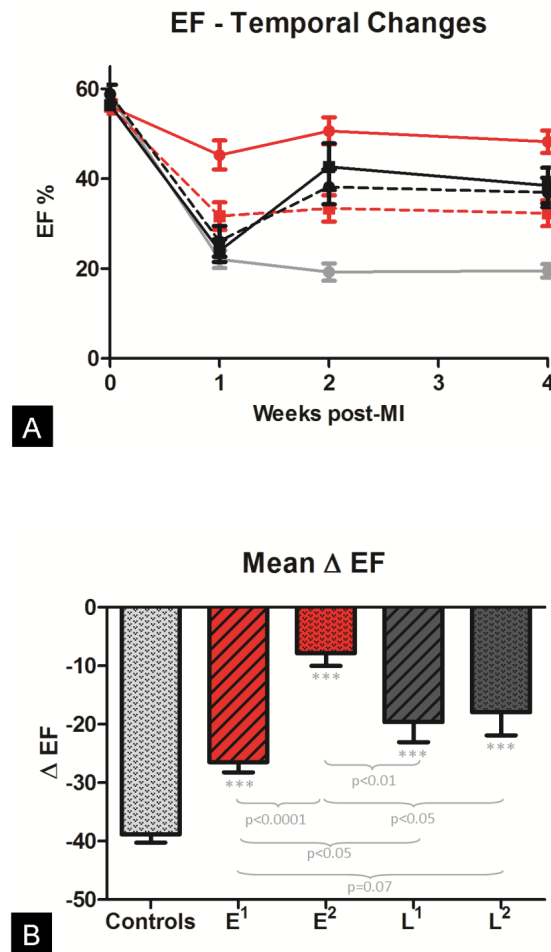 EF - Temporal Changes
EF %
60
40
20
0
0 1 2 3 4
Weeks post-MI
A
Mean Δ EF
Δ EF
0
-10
-20
-30
-40
-50
*** *** *** ***
p<0.01
p<0.0001 p<0.05
p<0.05
p=0.07
Controls E¹ E² L¹ L²
B